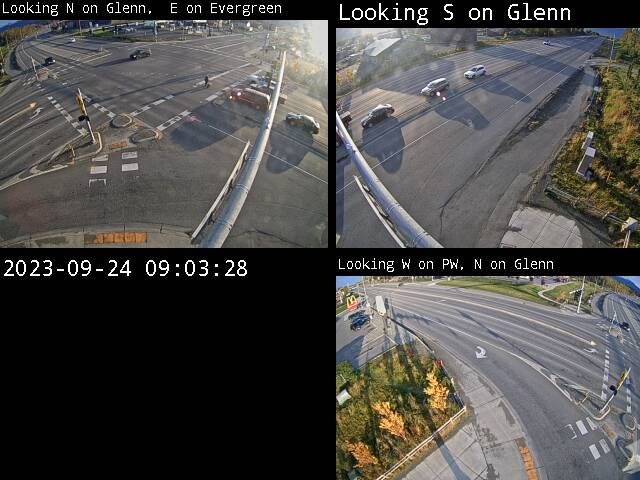 Looking N on Glenn, E on Evergreen
Looking S on Glenn
2023-09-24 09:03:28
Looking W on PW, N on Glenn